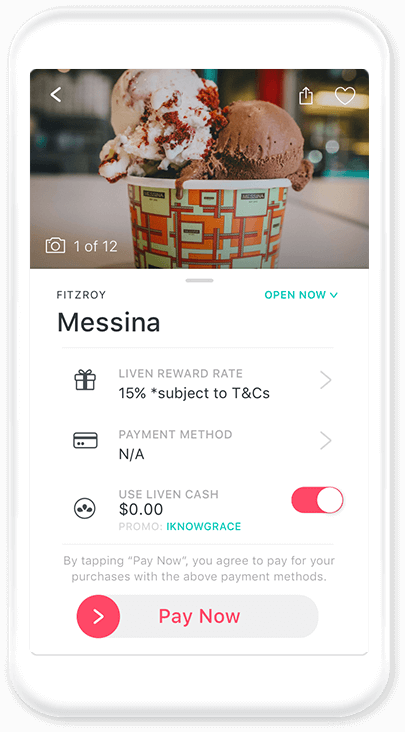 MESSINA
MESSINA
1 of 12
FITZROY
OPEN NOW
Messina
LIVEN REWARD RATE
15% *subject to T&Cs
PAYMENT METHOD
N/A
USE LIVEN CASH
$0.00
PROMO: IKNOWGRACE
By tapping “Pay Now”, you agree to pay for your
purchases with the above payment methods.
Pay Now